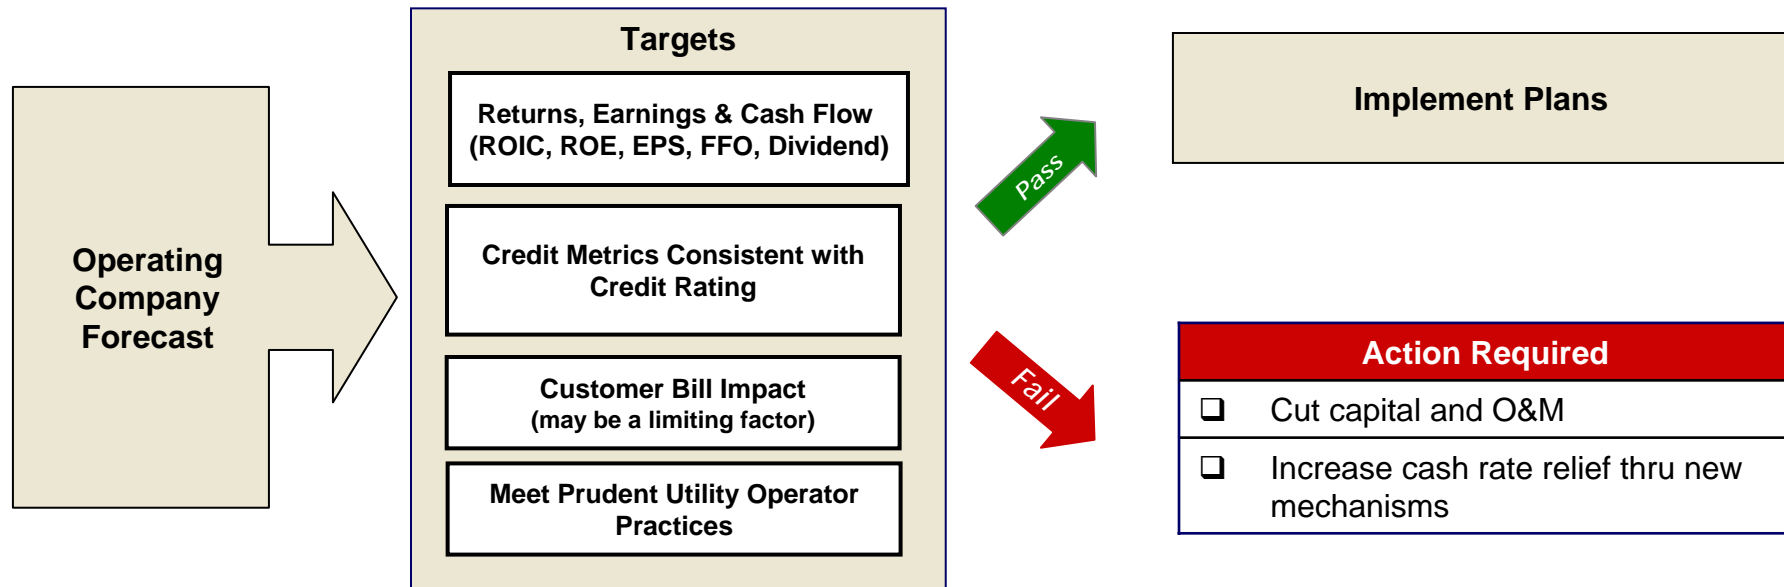 Operating
Company
Forecast
Targets
Returns, Earnings & Cash Flow
(ROIC, ROE, EPS, FFO, Dividend)
Credit Metrics Consistent with
Credit Rating
Customer Bill Impact
(may be a limiting factor)
Meet Prudent Utility Operator
Practices
Pass
Fail
Implement Plans
Action Required
❑ Cut capital and O&M
❑ Increase cash rate relief thru new
mechanisms